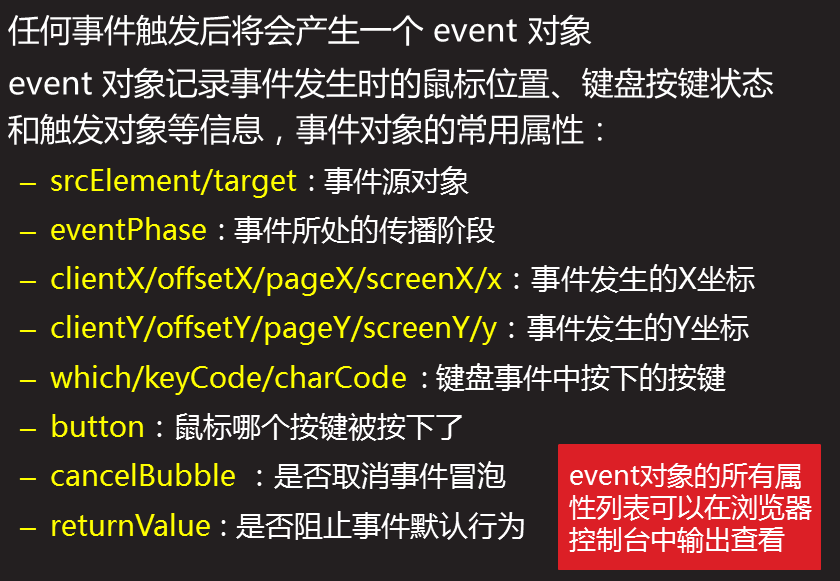 任何事件触发后将会产生一个 event 对象
event 对象记录事件发生时的鼠标位置、键盘按键状态
和触发对象等信息，事件对象的常用属性：
– srcElement/target：事件源对象
– eventPhase：事件所处的传播阶段
– clientX/offsetX/pageX/screenX/x：事件发生的X坐标
– clientY/offsetY/pageY/screenY/y：事件发生的Y坐标
– which/keyCode/charCode ：键盘事件中按下的按键
– button：鼠标哪个按键被按下了
– cancelBubble ：是否取消事件冒泡
– returnValue：是否阻止事件默认行为
event对象的所有属
性列表可以在浏览器
控制台中输出查看